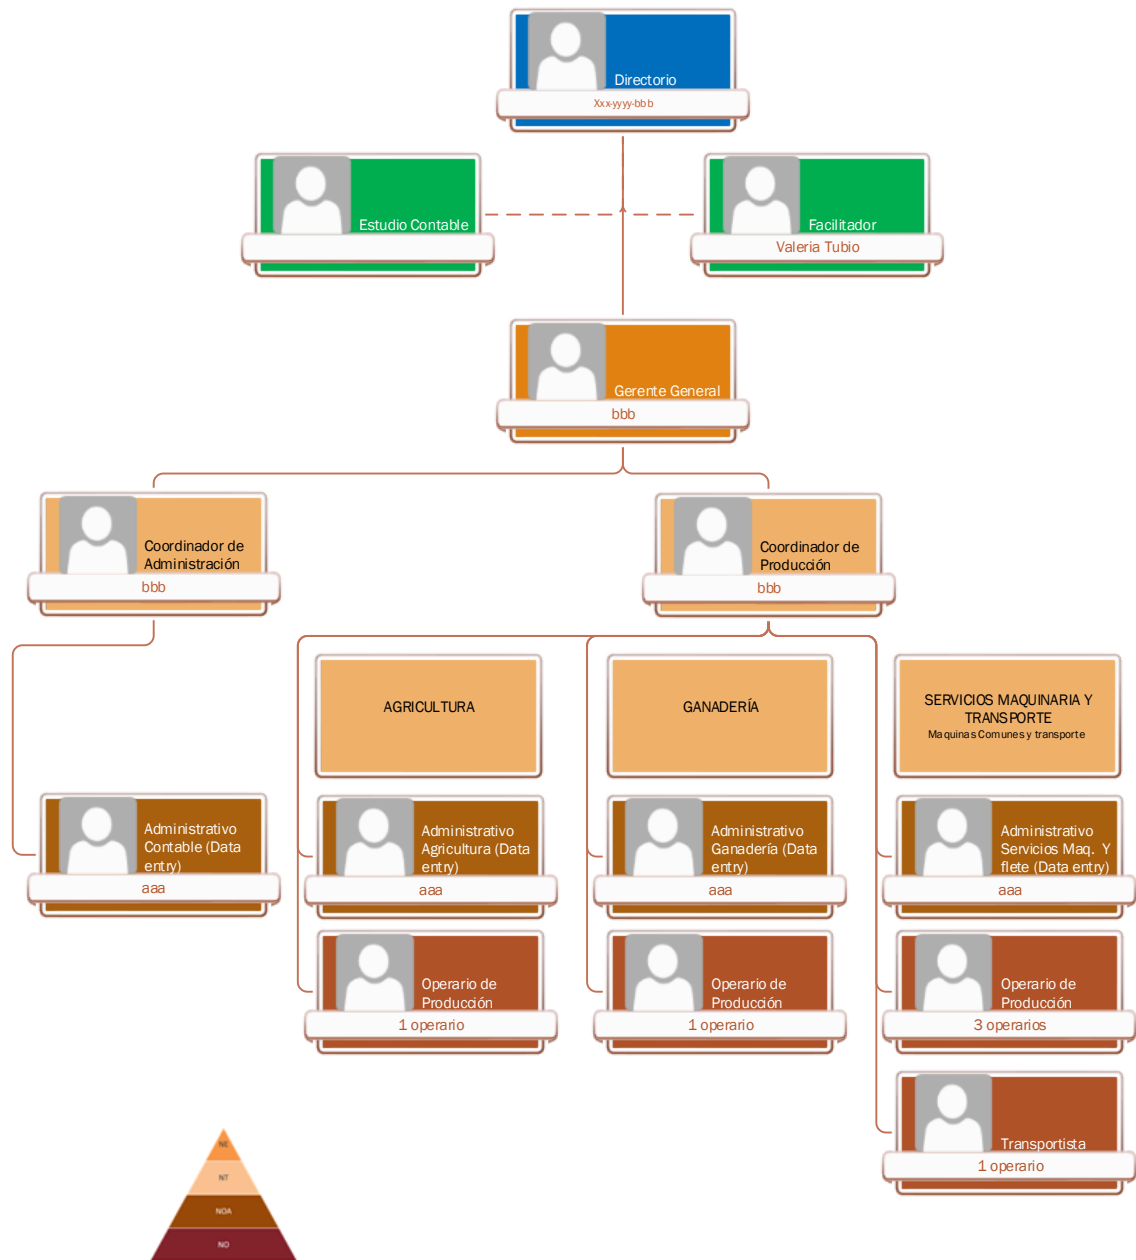 Directorio
Xxx-yyyy-bbb
Estudio Contable
Facilitador
Valeria Tubio
Gerente General
bbb
Coordinador de
Administración
bbb
Coordinador de
Producción
bbb
AGRICULTURA
GANADERÍA
SERVICIOS MAQUINARIA Y
TRANSPORTE
Maquinas Comunes y transporte
Administrativo
Contable (Data
entry)
aaa
Administrativo
Agricultura (Data
entry)
aaa
Administrativo
Ganadería (Data
entry)
aaa
Administrativo
Servicios Maq. Y
flete (Data entry)
aaa
Operario de
Producción
1 operario
Operario de
Producción
1 operario
Operario de
Producción
3 operarios
Transportista
1 operario
NE
NT
NOA
NO